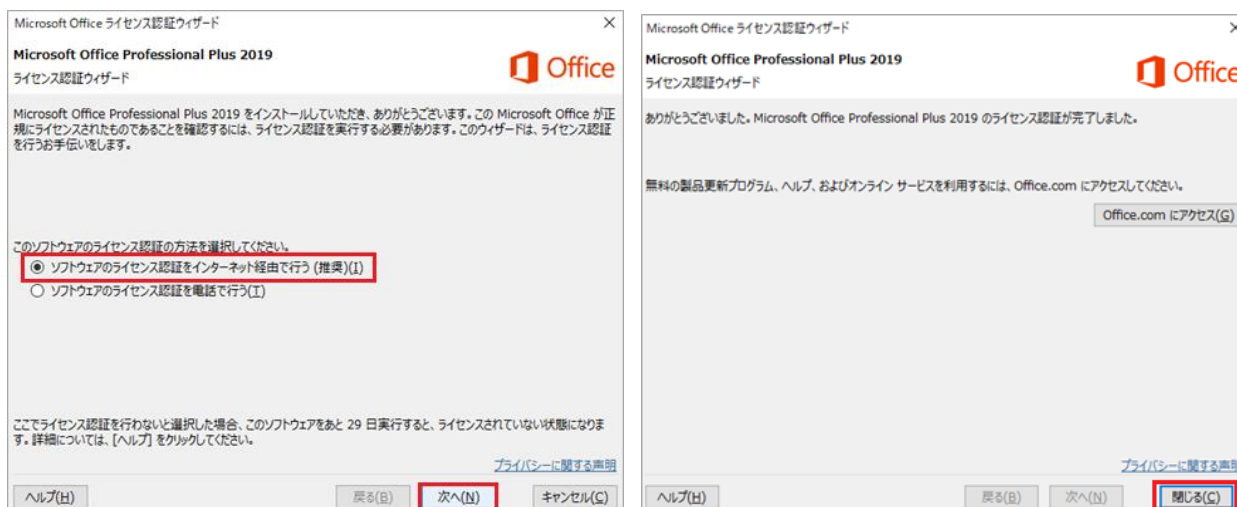 Microsoft Office ライセンス認証ウィザード
Microsoft Office Professional Plus 2019
ライセンス認証ウィザード
Office
Microsoft Office Professional Plus 2019 をインストールしていただき、ありがとうございます。この Microsoft Office が正
規にライセンスされたものであることを確認するには、ライセンス認証を実行する必要があります。このウィザードは、ライセンス認証
を行うお手伝いをします。
このソフトウェアのライセンス認証の方法を選択してください。
ソフトウェアのライセンス認証をインターネット経由で行う (推奨)(I)
ソフトウェアのライセンス認証を電話で行う(T)
ここでライセンス認証を行わないと選択した場合、このソフトウェアをあと 29 日実行すると、ライセンスされていない状態になりま
す。詳細については、[ヘルプ] をクリックしてください。
プライバシーに関する声明
ヘルプ(H)
戻る(B)
次へ(N)
キャンセル(C)
Microsoft Office ライセンス認証ウィザード
Microsoft Office Professional Plus 2019
ライセンス認証ウィザード
Office
ありがとうございました。Microsoft Office Professional Plus 2019 のライセンス認証が完了しました。
無料の製品更新プログラム、ヘルプ、およびオンライン サービスを利用するには、Office.com にアクセスしてください。
Office.com にアクセス(G)
プライバシーに関する声明
ヘルプ(H)
戻る(B)
次へ(N)
閉じる(C)